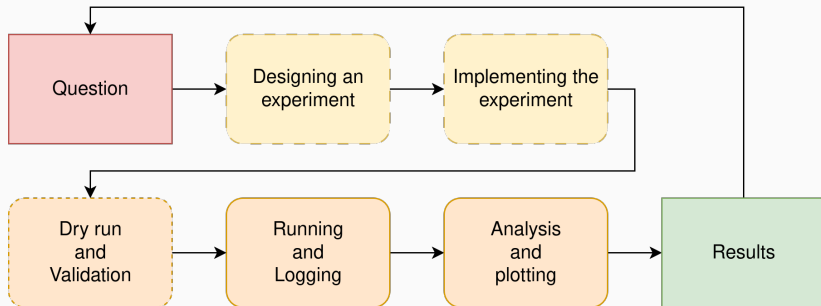 Question
Designing an
experiment
Implementing the
experiment
Dry run
and
Validation
Running
and
Logging
Analysis
and
plotting
Results